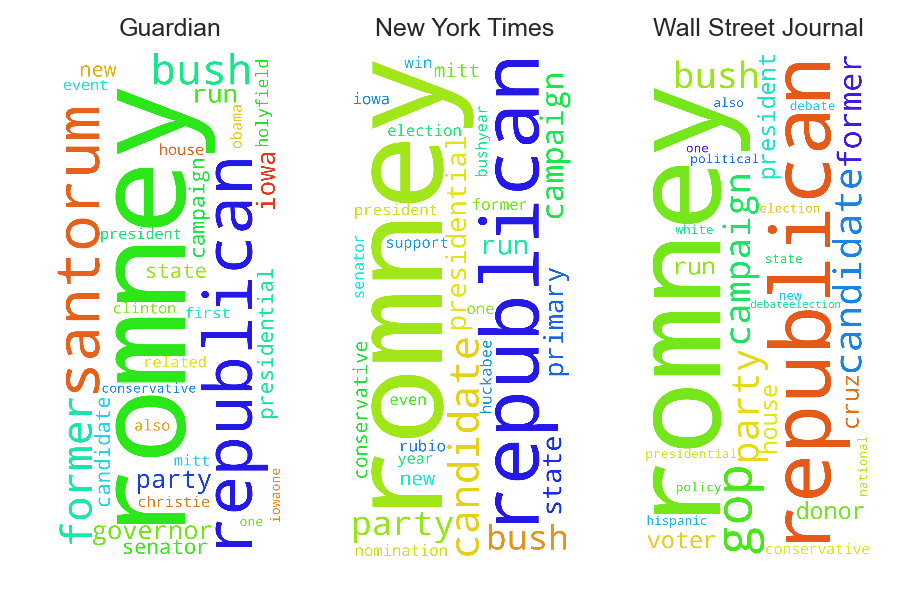 Guardian
new
event
bush
run
obama
holyfield
santorum
romney
house
iowa
republican
campaign
president
state
clinton
first
presidential
related
conservative
former
candidate
also
mitt
party
christie
iowaone
governor
one
senator
New York Times
win
mitt
iowa
romney
republican
campaign
election
bushyear
presidential
former
president
support
run
senator
one
primary
conservative
candidate
huckabee
even
rubio
year
state
new
party
bush
nomination
Wall Street Journal
bush
president
republican
former
also
debate
romney
one
political
candidate
campaign
election
white
state
run
new
debateelection
party
house
cruz
presidential
national
gop
policy
donor
hispanic
voter
conservative